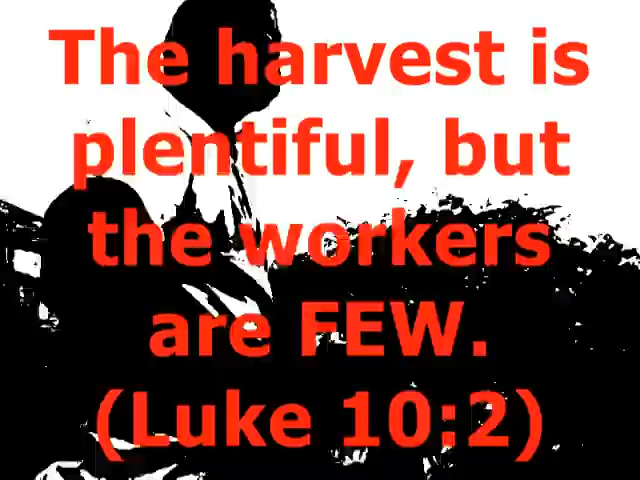 The harvest is
plentiful, but
the workers
are FEW.
(Luke 10:2)